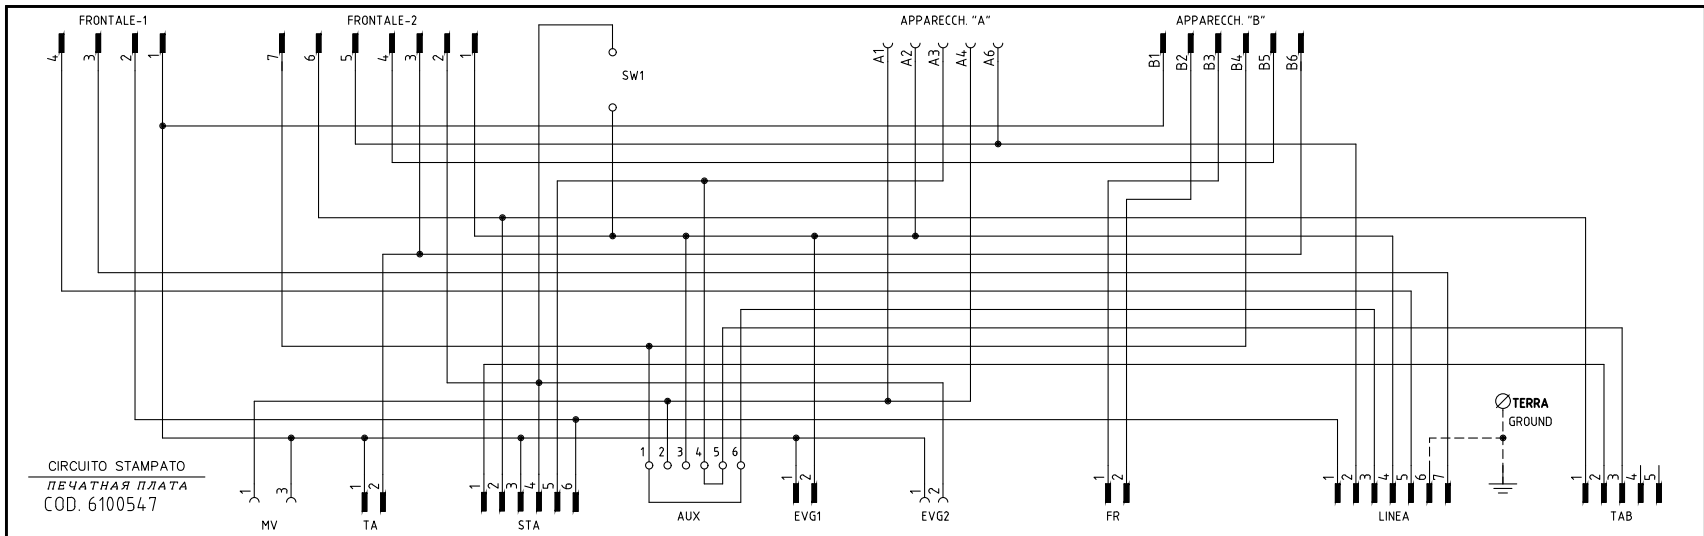 FRONTALE-1 FRONTALE-2 APPARECCH. "A" APPARECCH. "B"
4 3 2 1 7 6 5 4 3 2 1 A1 A2 A3 A4 A6 B1 B2 B3 B4 B5 B6
SW1
TERRA
GROUND
1 2 3 4 5 6
CIRCUITO STAMPATO
ПЕЧАТНАЯ ПЛАТА
COD. 6100547
1 3 1 2 1 2 3 4 5 6 1 2 1 2 1 2 1 2 3 4 5 6 7 1 2 3 4 5
MV TA STA AUX EVG1 EVG2 FR LINEA TAB